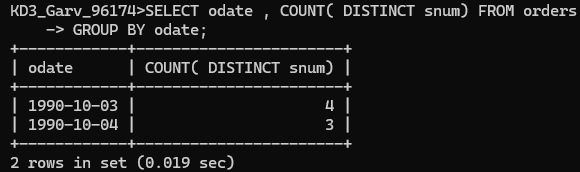 KD3_Garv_96174>SELECT odate , COUNT( DISTINCT snum) FROM orders
    -> GROUP BY odate;
+------------+-----------------------+
| odate      | COUNT( DISTINCT snum) |
+------------+-----------------------+
| 1990-10-03 |                     4 |
| 1990-10-04 |                     3 |
+------------+-----------------------+
2 rows in set (0.019 sec)